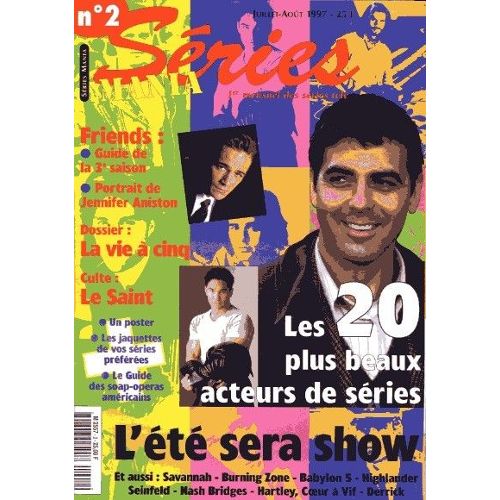 n°2
JUILLET-AOÛT 1997 - 25 F
SÉRIES MANIA
Séries
Friends :
Guide de
la 3e saison
Portrait de
Jennifer Aniston
Dossier :
La vie à cinq
Culte :
Le Saint
Un poster
Les jaquettes
de vos séries
préférées
Le Guide
des soap-operas
américains
Les 20
plus beaux
acteurs de séries
L'été sera show
Et aussi : Savannah - Burning Zone - Babylon 5 - Highlander
Seinfeld - Nash Bridges - Hartley, Cœur à Vif - Derrick